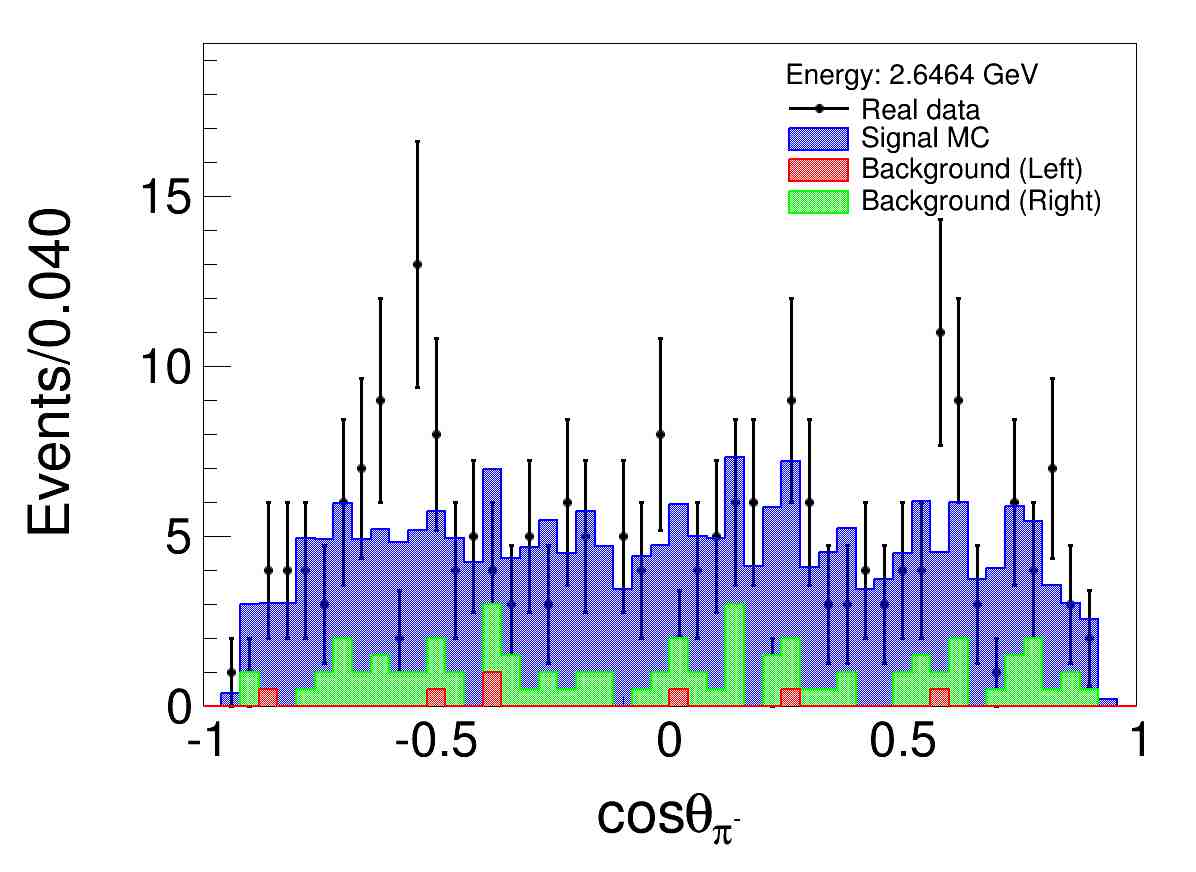 Energy: 2.6464 GeV
Real data
Signal MC
Background (Left)
Background (Right)
Events/0.040
15
10
5
0
-1
-0.5
0
0.5
1
cosθπ⁻